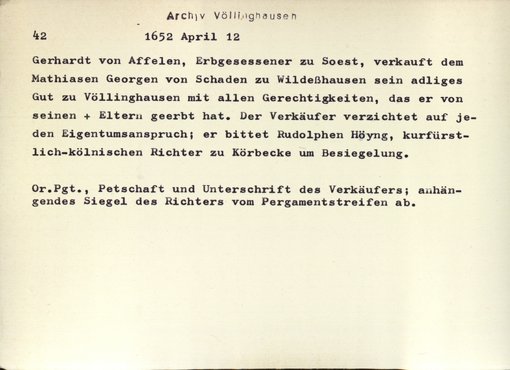 Archiv Völlinghausen
42 1652 April 12
Gerhardt von Affelen, Erbgesessener zu Soest, verkauft dem
Mathiasen Georgen von Schaden zu Wildeßhausen sein adliges
Gut zu Völlinghausen mit allen Gerechtigkeiten, das er von
seinen + Eltern geerbt hat. Der Verkäufer verzichtet auf je-
den Eigentumsanspruch; er bittet Rudolphen Höyng, kurfürst-
lich-kölnischen Richter zu Körbecke um Besiegelung.
Or.Pgt., Petschaft und Unterschrift des Verkäufers; anhän-
gendes Siegel des Richters vom Pergamentstreifen ab.